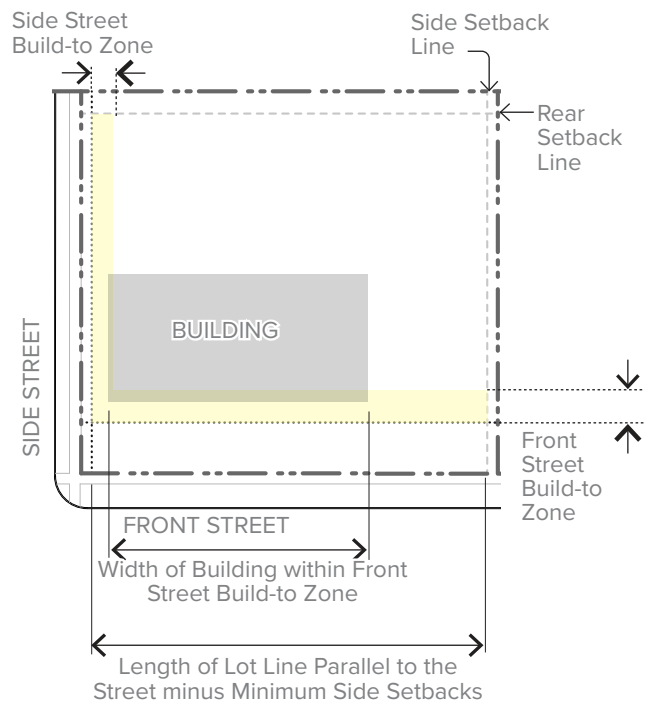 Side Street
Build-to Zone
Side Setback
Line
Rear
Setback
Line
BUILDING
SIDE STREET
Front
Street
Build-to
Zone
FRONT STREET
Width of Building within Front
Street Build-to Zone
Length of Lot Line Parallel to the
Street minus Minimum Side Setbacks